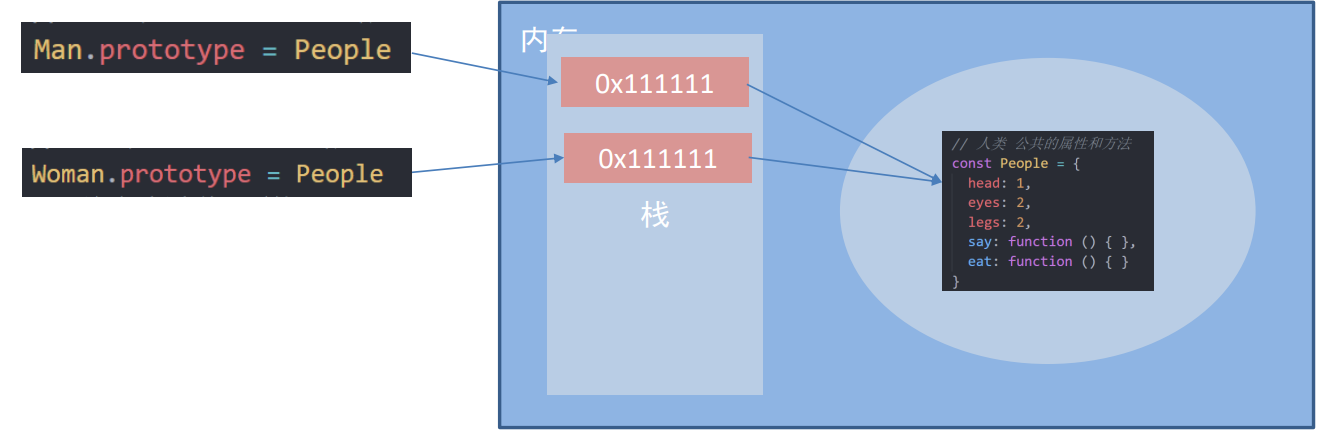 Man.prototype = People
Woman.prototype = People
内存
0x111111
0x111111
栈
// 人类 公共的属性和方法
const People = {
head: 1,
eyes: 2,
legs: 2,
say: function () { },
eat: function () { }
}